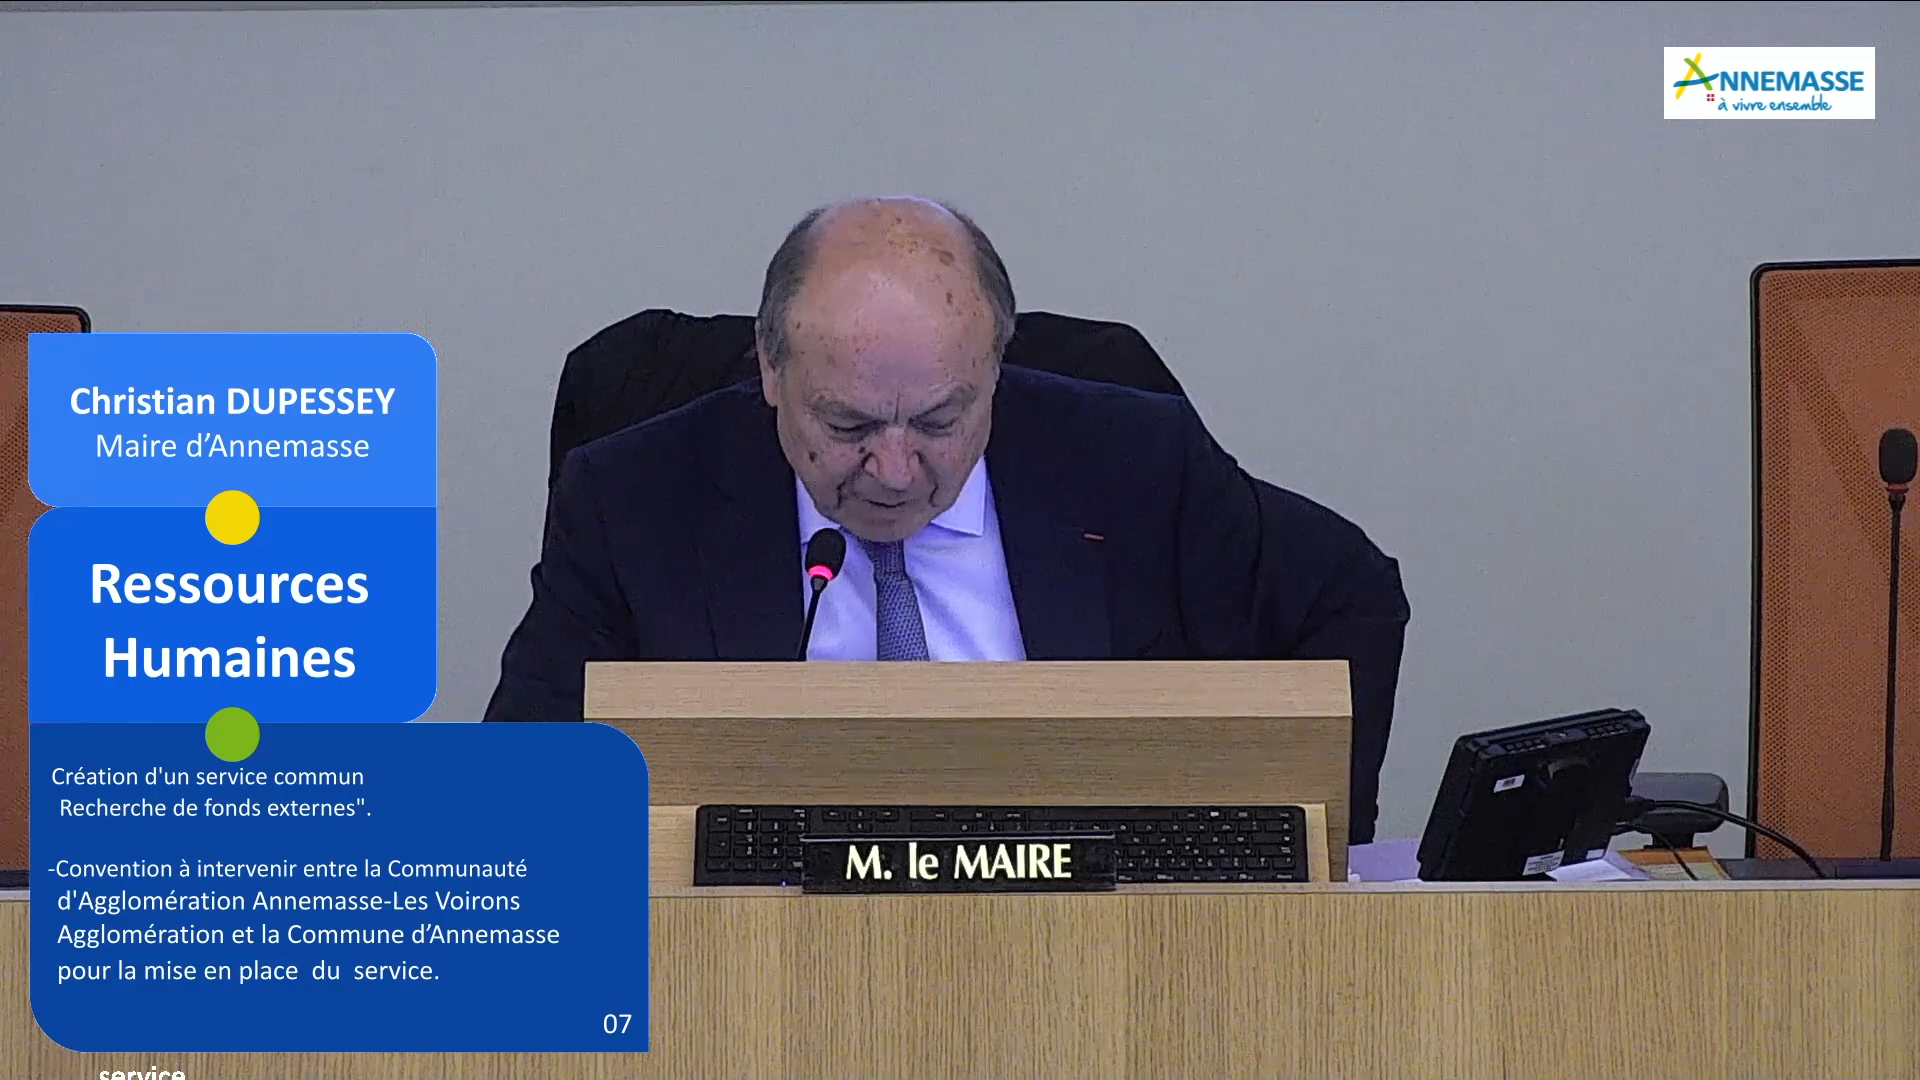 ANNEMASSE
à vivre ensemble
Christian DUPESSEY
Maire d’Annemasse
Ressources
Humaines
Création d'un service commun
Recherche de fonds externes".
-Convention à intervenir entre la Communauté
d'Agglomération Annemasse-Les Voirons
Agglomération et la Commune d’Annemasse
pour la mise en place du service.
07
service
M. le MAIRE